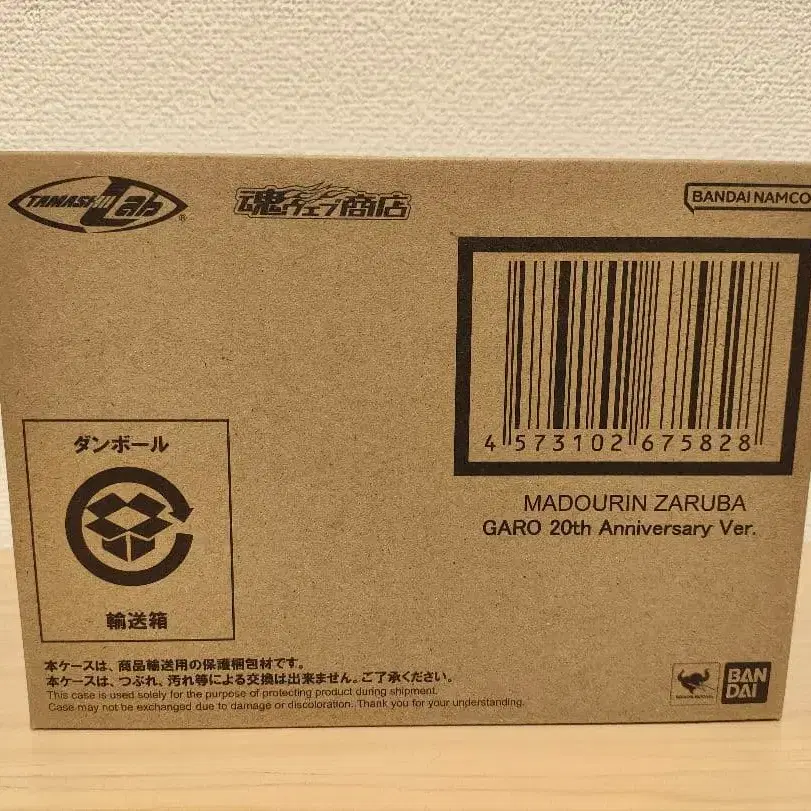 TAMASHII Lab®
魂ウェブ商店
BANDAI NAMCO
4 573102 675828
MADOURIN ZARUBA
GARO 20th Anniversary Ver.
ダンボール
輸送箱
本ケースは、商品輸送用の保護梱包材です。
本ケースは、つぶれ、汚れ等による交換は出来ません。ご了承ください。
This case is used solely for the purpose of protecting product during shipment.
Case may not be exchanged due to damage or discoloration. Thank you for your understanding.
BAN
DAI